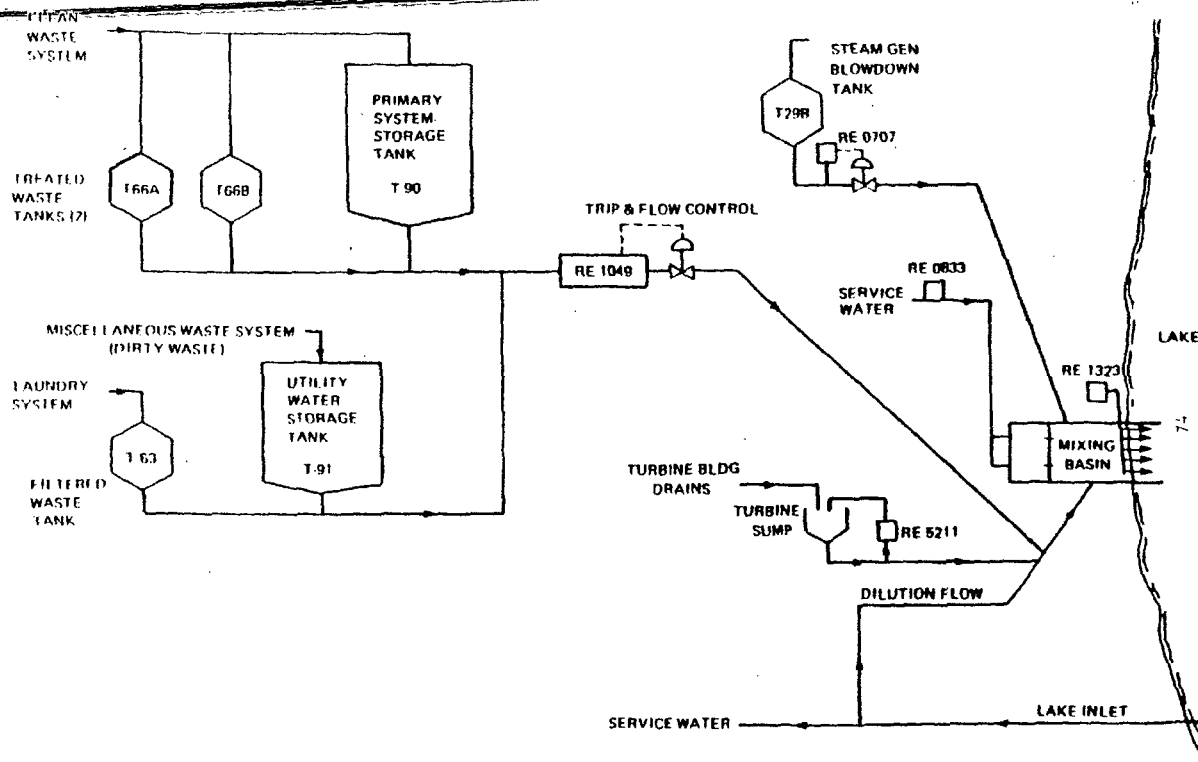 CLEAN
WASTE
SYSTEM
PRIMARY
SYSTEM
STORAGE
TANK
T-90
TREATED
WASTE
TANKS (2)
T66A
T66B
STEAM GEN
BLOWDOWN
TANK
T29B
RE 0707
TRIP & FLOW CONTROL
RE 1049
RE 0833
SERVICE
WATER
LAKE
RE 1323
MIXING
BASIN
74
MISCELLANEOUS WASTE SYSTEM
(DIRTY WASTE)
LAUNDRY
SYSTEM
UTILITY
WATER
STORAGE
TANK
T-91
T-63
FILTERED
WASTE
TANK
TURBINE BLDG
DRAINS
TURBINE
SUMP
RE 5211
DILUTION FLOW
SERVICE WATER
LAKE INLET